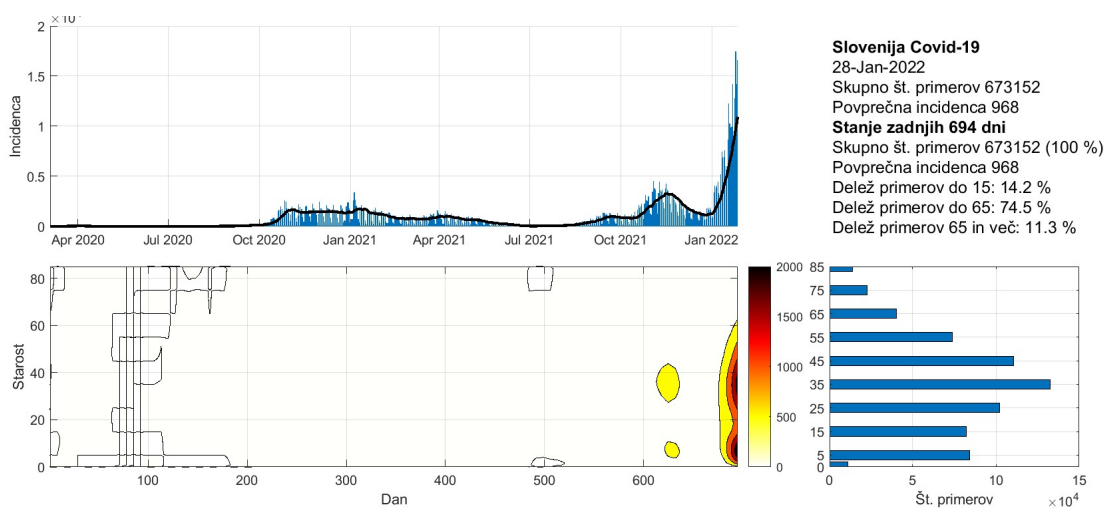 2
1.5
1
0.5
0
Incidenca
Apr 2020
Jul 2020
Oct 2020
Jan 2021
Apr 2021
Jul 2021
Oct 2021
Jan 2022
Slovenija Covid-19
28-Jan-2022
Skupno št. primerov 673152
Povprečna incidenca 968
Stanje zadnjih 694 dni
Skupno št. primerov 673152 (100 %)
Povprečna incidenca 968
Delež primerov do 15: 14.2 %
Delež primerov do 65: 74.5 %
Delež primerov 65 in več: 11.3 %
80
60
40
20
0
Starost
100
200
300
400
500
600
Dan
2000
1500
1000
500
0
85
75
65
55
45
35
25
15
5
0
0
5
10
15
Št. primerov
×10⁴